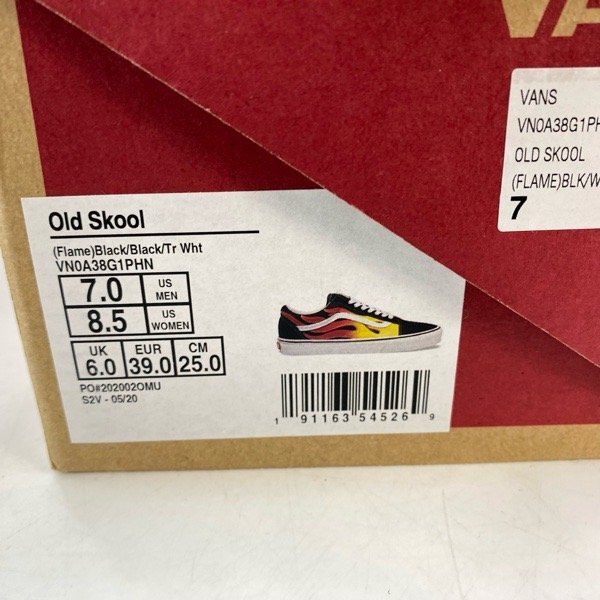 VA
VANS
VN0A38G1PH
OLD SKOOL
(FLAME)BLK/W
7
Old Skool
(Flame)Black/Black/Tr Wht
VN0A38G1PHN
7.0 US MEN
8.5 US WOMEN
UK 6.0 EUR 39.0 CM 25.0
PO#202002OMU
S2V - 05/20
1 91163 54526 9